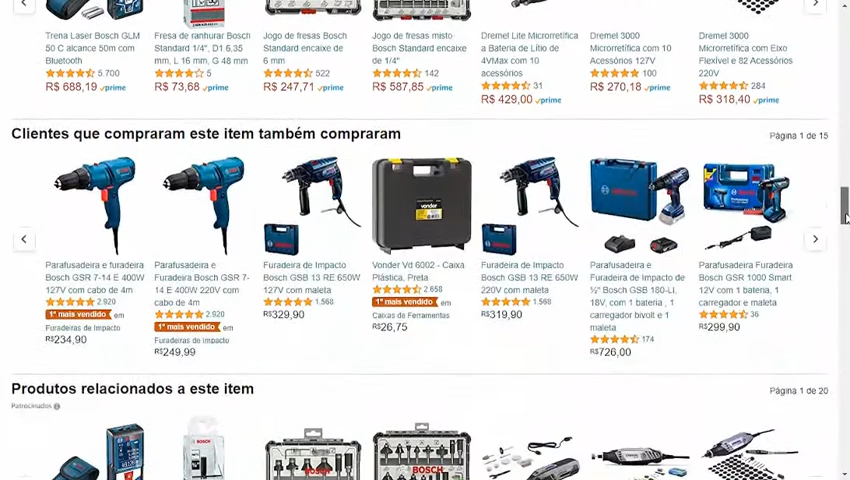 Trena Laser Bosch GLM
50 C alcance 50m com
Bluetooth
5.700
R$ 688,19 prime
Fresa de ranhurar Bosch
Standard 1/4", D1 6,35
mm, L 16 mm, G 48 mm
5
R$ 73,68 prime
Jogo de fresas Bosch
Standard encaixe de
6 mm
522
R$ 247,71 prime
Jogo de fresas misto
Bosch Standard encaixe
de 1/4"
142
R$ 587,85 prime
Dremel Lite Microrretífica
a Bateria de Lítio de
4VMax com 10
acessórios
31
R$ 429,00 prime
Dremel 3000
Microrretífica com 10
Acessórios 127V
100
R$ 270,18 prime
Dremel 3000
Microrretífica com Eixo
Flexível e 82 Acessórios
220V
284
R$ 318,40 prime
Clientes que compraram este item também compraram
Página 1 de 15
Parafusadeira e furadeira
Bosch GSR 7-14 E 400W
127V com cabo de 4m
2.920
1º mais vendido em
Furadeiras de Impacto
R$234,90
Parafusadeira e
Furadeira Bosch GSR 7-
14 E 400W 220V com
cabo de 4m
2.920
1º mais vendido em
Furadeiras de Impacto
R$249,99
Furadeira de Impacto
Bosch GSB 13 RE 650W
127V com maleta
1.568
R$329,90
vonder
Vonder Vd 6002 - Caixa
Plástica, Preta
2.658
1º mais vendido em
Caixas de Ferramentas
R$26,75
Furadeira de Impacto
Bosch GSB 13 RE 650W
220V com maleta
1.568
R$319,90
Parafusadeira e
Furadeira de Impacto de
½" Bosch GSB 180-LI,
18V, com 1 bateria , 1
carregador bivolt e 1
maleta
174
R$726,00
Parafusadeira Furadeira
Bosch GSR 1000 Smart
12V com 1 bateria, 1
carregador e maleta
36
R$299,90
Produtos relacionados a este item
Página 1 de 20
Patrocinados
BOSCH
BOSCH
BOSCH